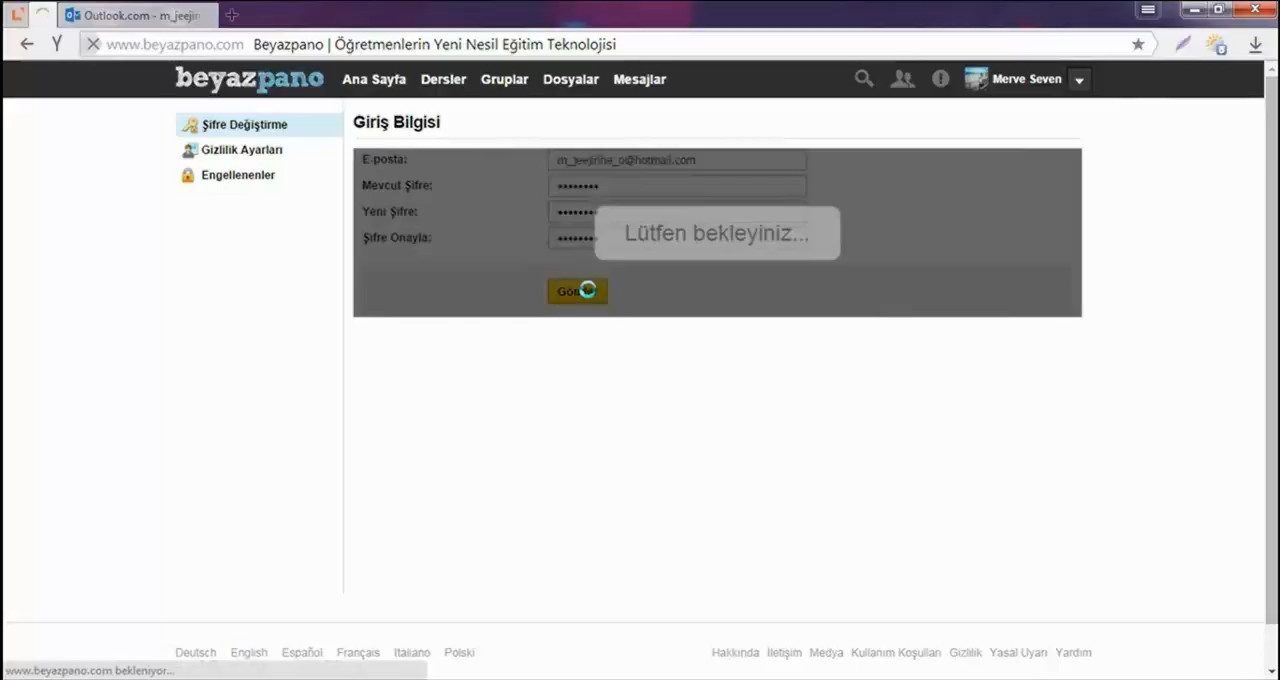 Outlook.com - m_jeejin
www.beyazpano.com Beyazpano | Öğretmenlerin Yeni Nesil Eğitim Teknolojisi
beyazpano Ana Sayfa Dersler Gruplar Dosyalar Mesajlar Merve Seven
Şifre Değiştirme
Gizlilik Ayarları
Engellenenler
Giriş Bilgisi
E-posta:
Mevcut Şifre: ••••••••
Yeni Şifre: •••••••
Şifre Onayla: •••••••
Lütfen bekleyiniz...
Deutsch English Español Français Italiano Polski
Hakkında İletişim Medya Kullanım Koşulları Gizlilik Yasal Uyarı Yardım
www.beyazpano.com bekleniyor...